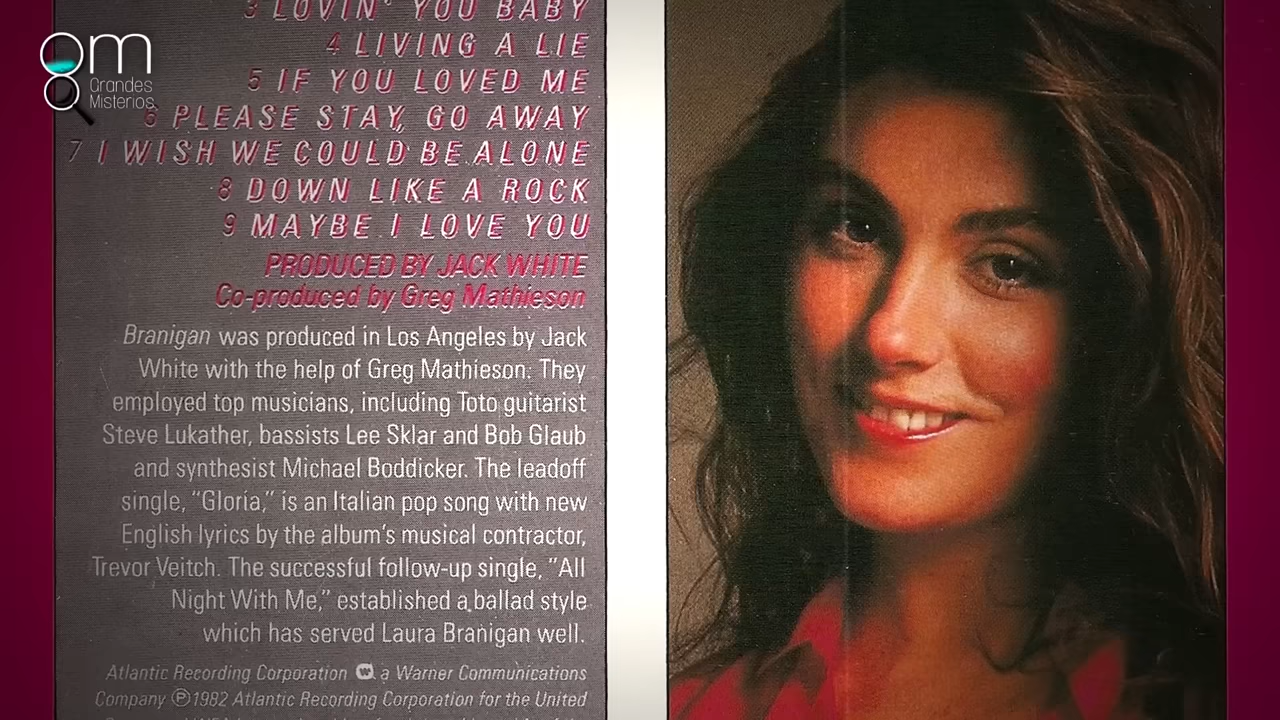 3 LOVIN' YOU BABY
gm
4 LIVING A LIE
5 IF YOU LOVED ME
Grandes
Misterios
6 PLEASE STAY, GO AWAY
7 I WISH WE COULD BE ALONE
8 DOWN LIKE A ROCK
9 MAYBE I LOVE YOU
PRODUCED BY JACK WHITE
Co-produced by Greg Mathieson
Branigan was produced in Los Angeles by Jack
White with the help of Greg Mathieson. They
employed top musicians, including Toto guitarist
Steve Lukather, bassists Lee Sklar and Bob Glaub
and synthesist Michael Boddicker. The leadoff
single, "Gloria," is an Italian pop song with new
English lyrics by the album's musical contractor,
Trevor Veitch. The successful follow-up single, "All
Night With Me," established a ballad style
which has served Laura Branigan well.
Atlantic Recording Corporation a Warner Communications
Company ℗1982 Atlantic Recording Corporation for the United